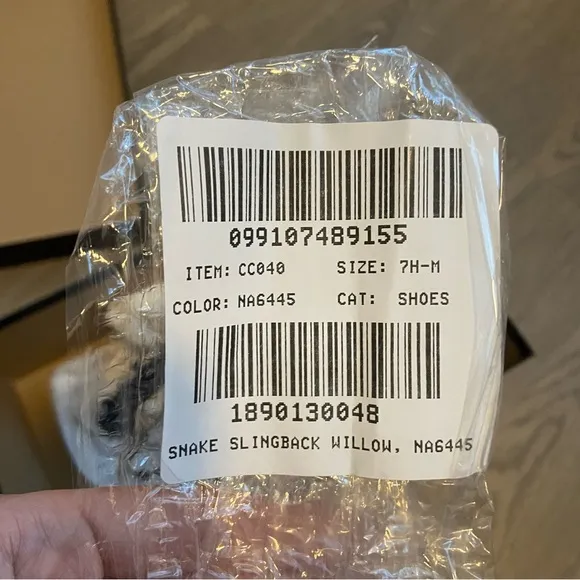 099107489155
ITEM: CC040 SIZE: 7H-M
COLOR: NA6445 CAT: SHOES
1890130048
SNAKE SLINGBACK WILLOW, NA6445